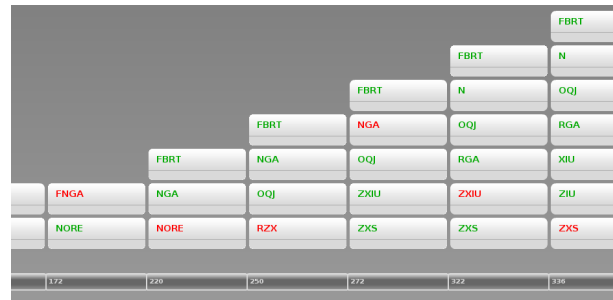 FBRT
FBRT N
FBRT N OQJ
FBRT NGA OQJ RGA
FBRT NGA OQJ RGA XIU
FNGA NGA OQJ ZXIU ZXIU ZIU
NORE NORE RZX ZXS ZXS ZXS
172 220 250 272 322 336